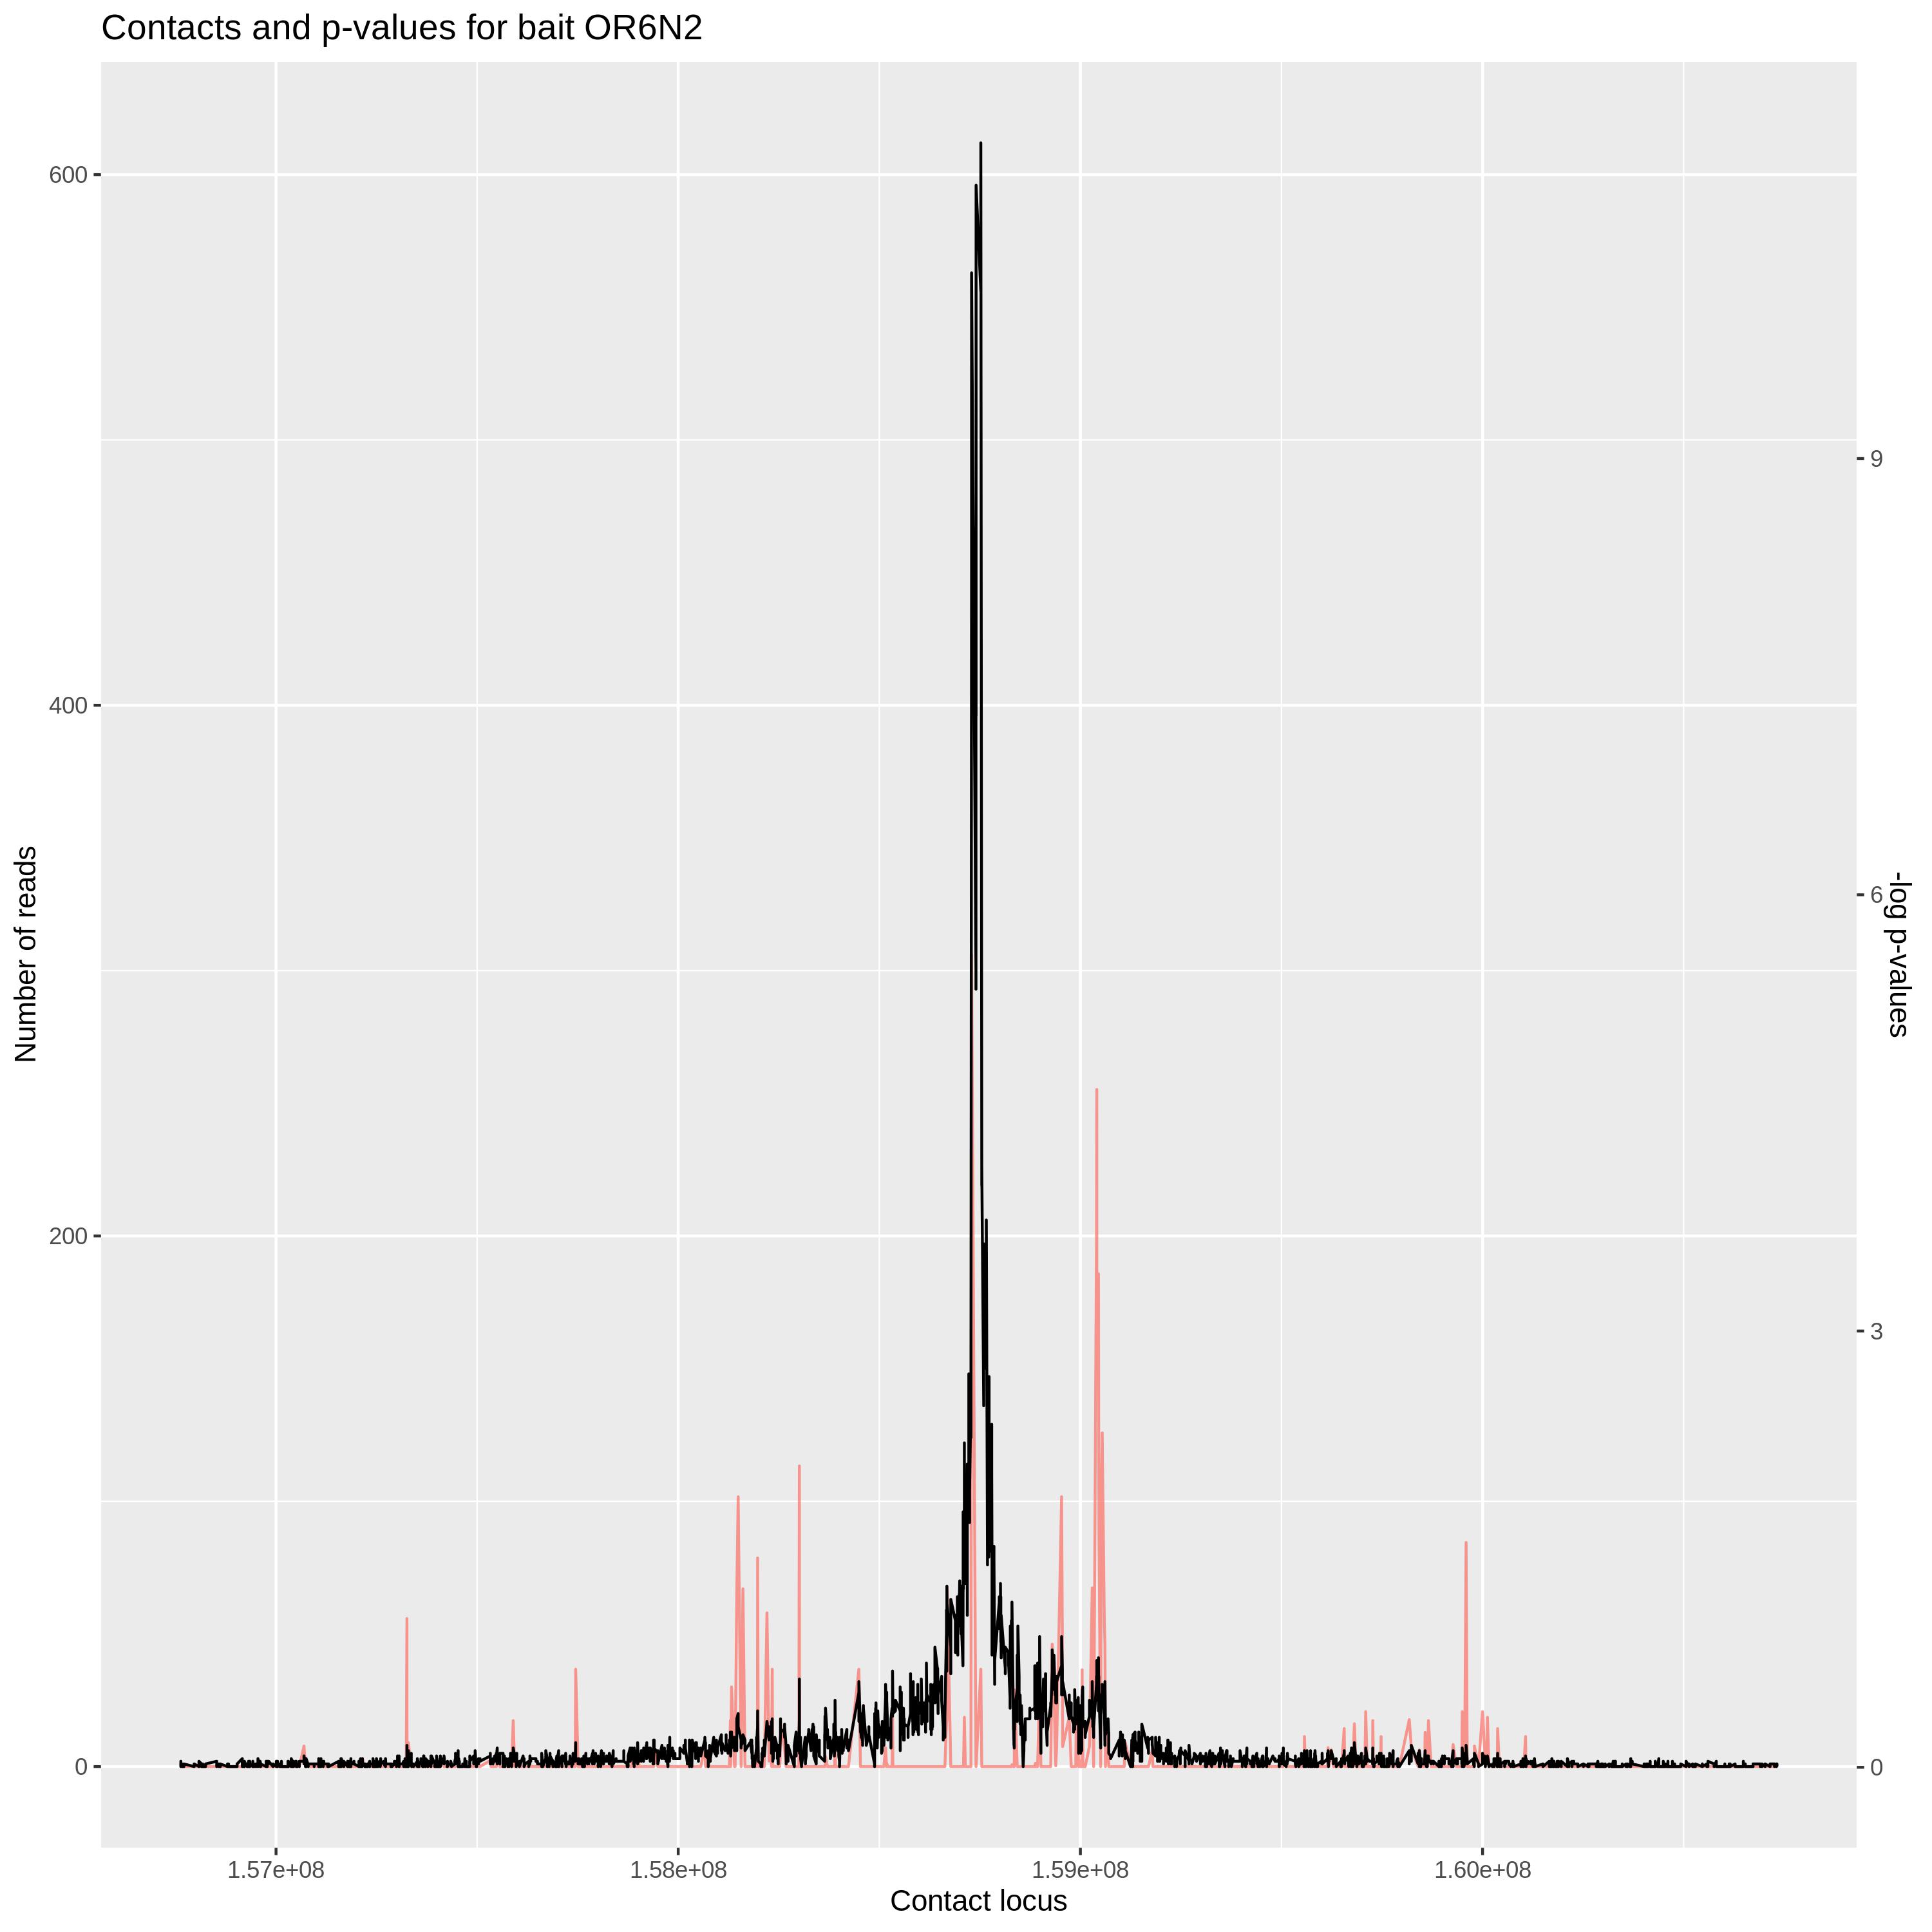 Contacts and p-values for bait OR6N2
600
400
200
0
Number of reads
9
6
3
0
-log p-values
1.57e+08
1.58e+08
1.59e+08
1.60e+08
Contact locus